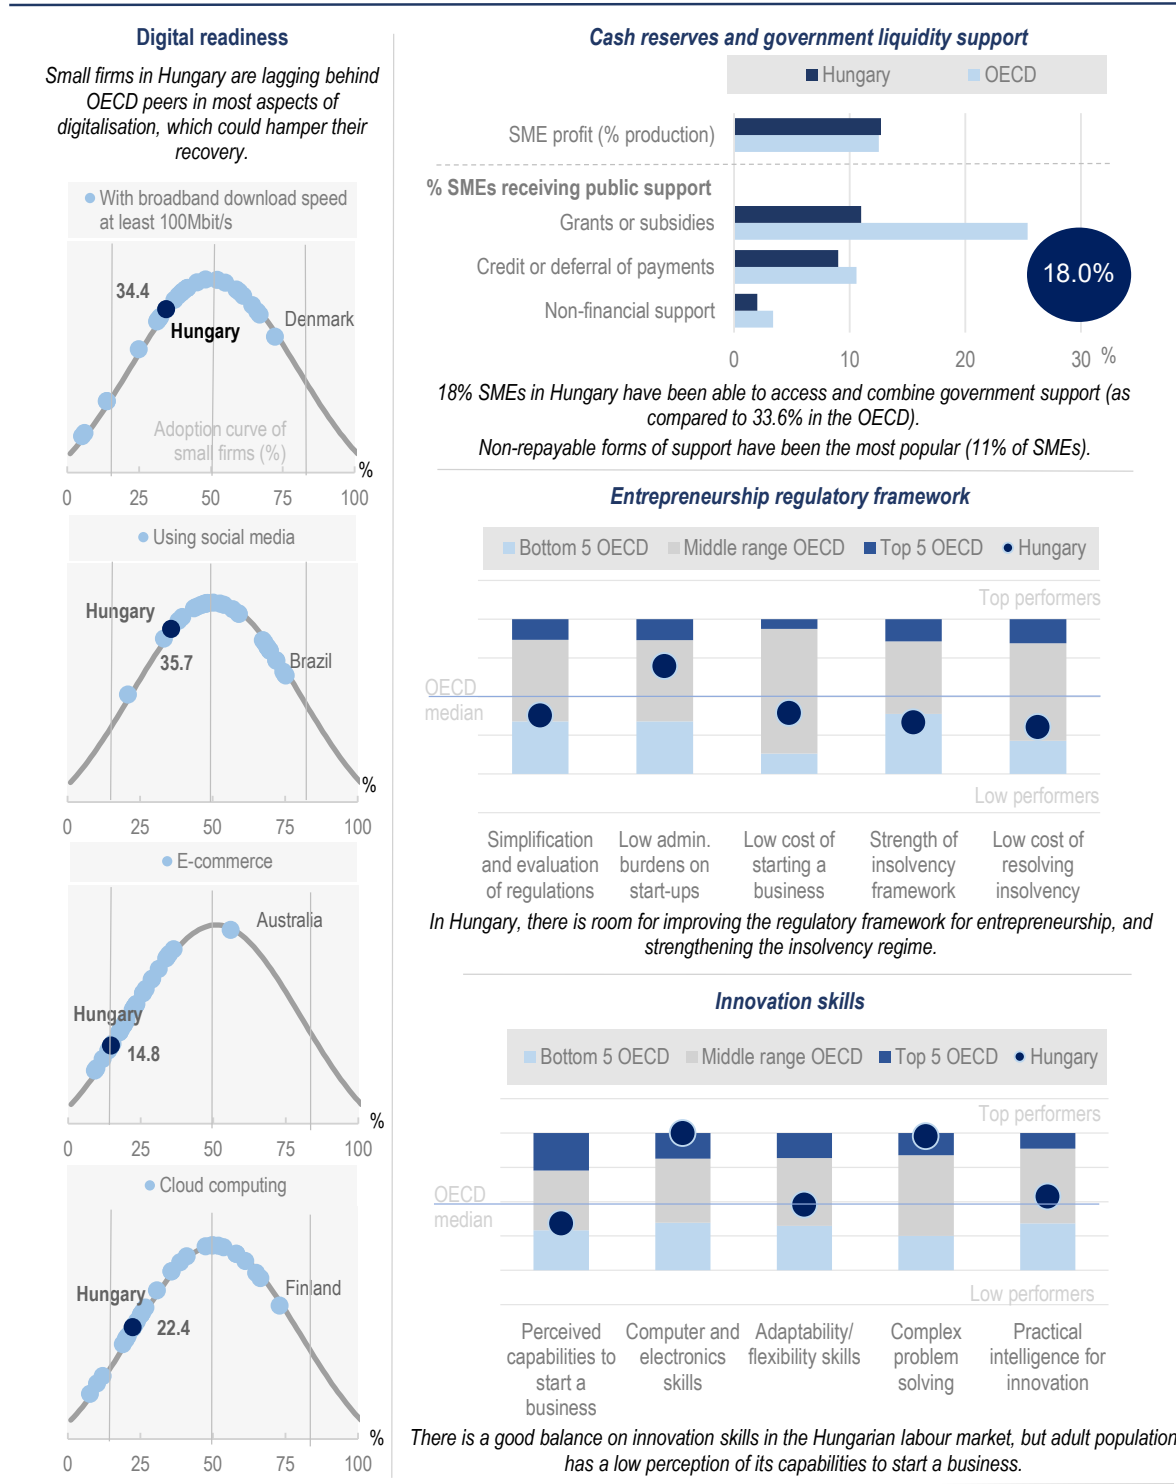 Digital readiness
Small firms in Hungary are lagging behind
OECD peers in most aspects of
digitalisation, which could hamper their
recovery.
With broadband download speed
at least 100Mbit/s
34.4
Hungary
Denmark
Adoption curve of
small firms (%)
%
0 25 50 75 100
Using social media
Hungary
35.7
Brazil
%
0 25 50 75 100
E-commerce
Australia
Hungary
14.8
%
0 25 50 75 100
Cloud computing
Hungary
22.4
Finland
%
0 25 50 75 100
Cash reserves and government liquidity support
Hungary OECD
SME profit (% production)
% SMEs receiving public support
Grants or subsidies
Credit or deferral of payments
Non-financial support
18.0%
0 10 20 30 %
18% SMEs in Hungary have been able to access and combine government support (as
compared to 33.6% in the OECD).
Non-repayable forms of support have been the most popular (11% of SMEs).
Entrepreneurship regulatory framework
Bottom 5 OECD Middle range OECD Top 5 OECD Hungary
Top performers
OECD
median
Low performers
Simplification
and evaluation
of regulations
Low admin.
burdens on
start-ups
Low cost of
starting a
business
Strength of
insolvency
framework
Low cost of
resolving
insolvency
In Hungary, there is room for improving the regulatory framework for entrepreneurship, and
strengthening the insolvency regime.
Innovation skills
Bottom 5 OECD Middle range OECD Top 5 OECD Hungary
Top performers
OECD
median
Low performers
Perceived
capabilities to
start a
business
Computer and
electronics
skills
Adaptability/
flexibility skills
Complex
problem
solving
Practical
intelligence for
innovation
There is a good balance on innovation skills in the Hungarian labour market, but adult population
has a low perception of its capabilities to start a business.